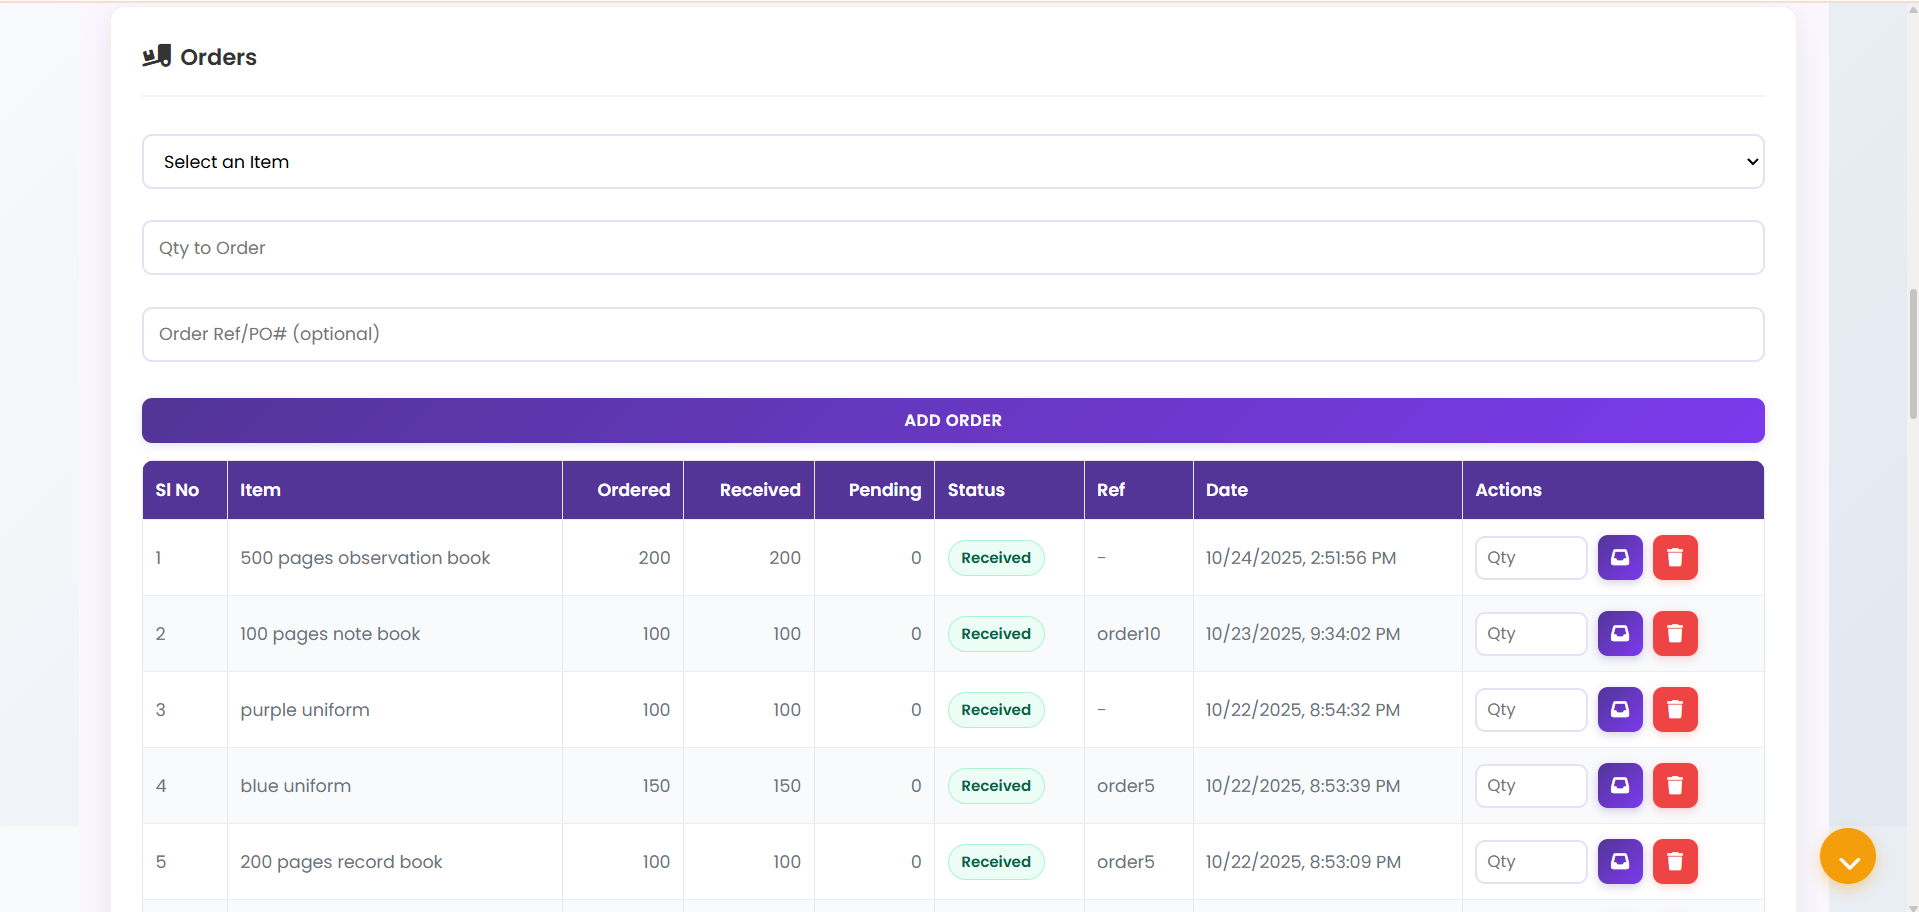 Orders
Select an Item
Qty to Order
Order Ref/PO# (optional)
ADD ORDER
Sl No Item Ordered Received Pending Status Ref Date Actions
1 500 pages observation book 200 200 0 Received - 10/24/2025, 2:51:56 PM Qty
2 100 pages note book 100 100 0 Received order10 10/23/2025, 9:34:02 PM Qty
3 purple uniform 100 100 0 Received - 10/22/2025, 8:54:32 PM Qty
4 blue uniform 150 150 0 Received order5 10/22/2025, 8:53:39 PM Qty
5 200 pages record book 100 100 0 Received order5 10/22/2025, 8:53:09 PM Qty